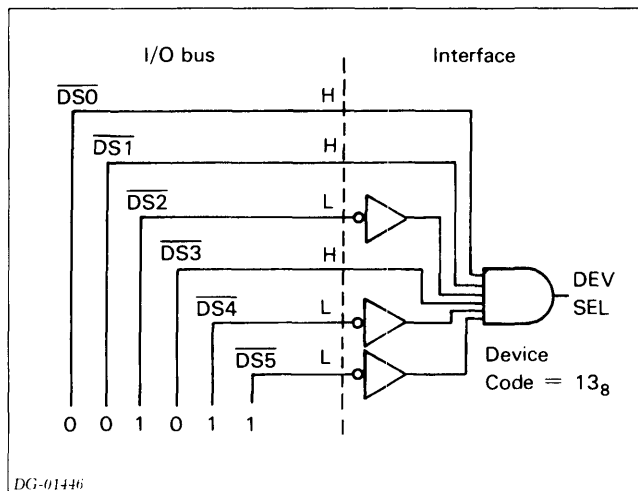 I/O bus
Interface
DS0
H
DS1
H
DS2
L
DS3
H
DS4
L
DS5
L
DEV
SEL
Device
Code = 13₈
0 0 1 0 1 1
DG-01446